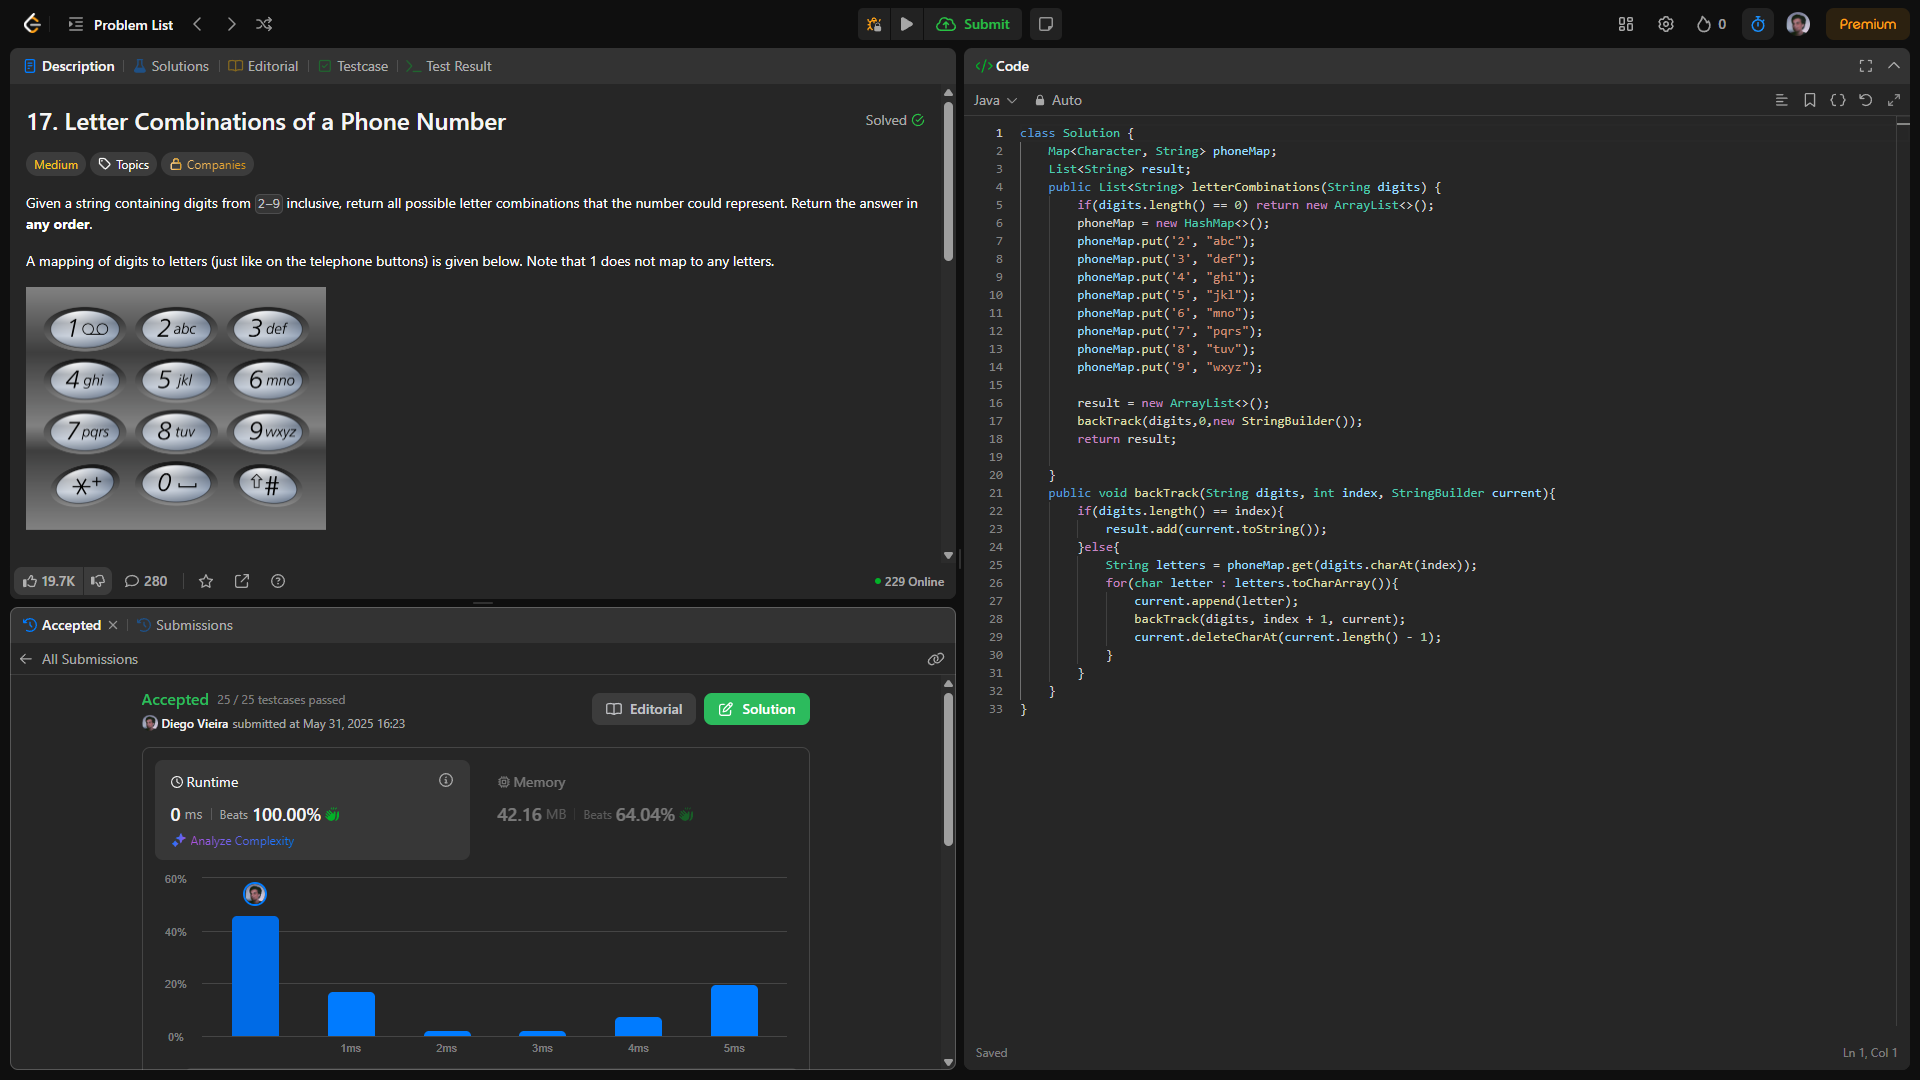 Problem List
Submit
0
Premium
Description
Solutions
Editorial
Testcase
Test Result
17. Letter Combinations of a Phone Number
Solved
Medium
Topics
Companies
Given a string containing digits from 2-9 inclusive, return all possible letter combinations that the number could represent. Return the answer in
any order.
A mapping of digits to letters (just like on the telephone buttons) is given below. Note that 1 does not map to any letters.
1 2 abc 3 def
4 ghi 5 jkl 6 mno
7 pqrs 8 tuv 9 wxyz
*+ 0 #
19.7K
280
229 Online
Accepted
Submissions
All Submissions
Accepted 25 / 25 testcases passed
Diego Vieira submitted at May 31, 2025 16:23
Editorial
Solution
Runtime
0 ms Beats 100.00%
Analyze Complexity
Memory
42.16 MB Beats 64.04%
60%
40%
20%
0%
1ms 2ms 3ms 4ms 5ms
</> Code
Java
Auto
1 class Solution {
2     Map<Character, String> phoneMap;
3     List<String> result;
4     public List<String> letterCombinations(String digits) {
5         if(digits.length() == 0) return new ArrayList<>();
6         phoneMap = new HashMap<>();
7         phoneMap.put('2', "abc");
8         phoneMap.put('3', "def");
9         phoneMap.put('4', "ghi");
10         phoneMap.put('5', "jkl");
11         phoneMap.put('6', "mno");
12         phoneMap.put('7', "pqrs");
13         phoneMap.put('8', "tuv");
14         phoneMap.put('9', "wxyz");
15
16         result = new ArrayList<>();
17         backTrack(digits,0,new StringBuilder());
18         return result;
19
20     }
21     public void backTrack(String digits, int index, StringBuilder current){
22         if(digits.length() == index){
23             result.add(current.toString());
24         }else{
25             String letters = phoneMap.get(digits.charAt(index));
26             for(char letter : letters.toCharArray()){
27                 current.append(letter);
28                 backTrack(digits, index + 1, current);
29                 current.deleteCharAt(current.length() - 1);
30             }
31         }
32     }
33 }
Saved
Ln 1, Col 1